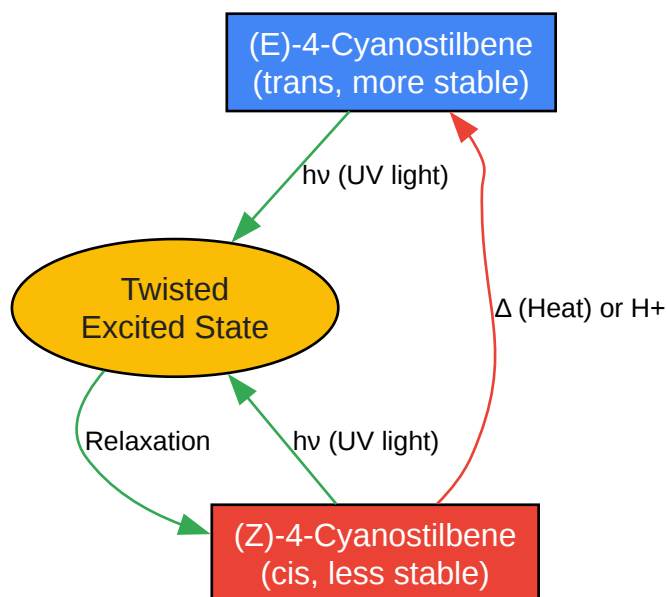 (E)-4-Cyanostilbene
(trans, more stable)
hν (UV light)
Twisted
Excited State
Δ (Heat) or H+
Relaxation
hν (UV light)
(Z)-4-Cyanostilbene
(cis, less stable)